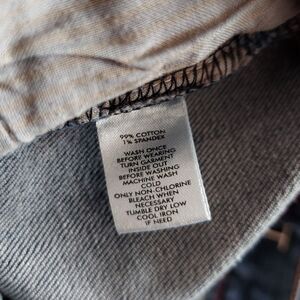 99% COTTON
1% SPANDEX
WASH ONCE
BEFORE WEARING
TURN GARMENT
INSIDE OUT
BEFORE WASHING
MACHINE WASH
COLD
ONLY NON-CHLORINE
BLEACH WHEN
NECESSARY
TUMBLE DRY LOW
COOL IRON
IF NEED